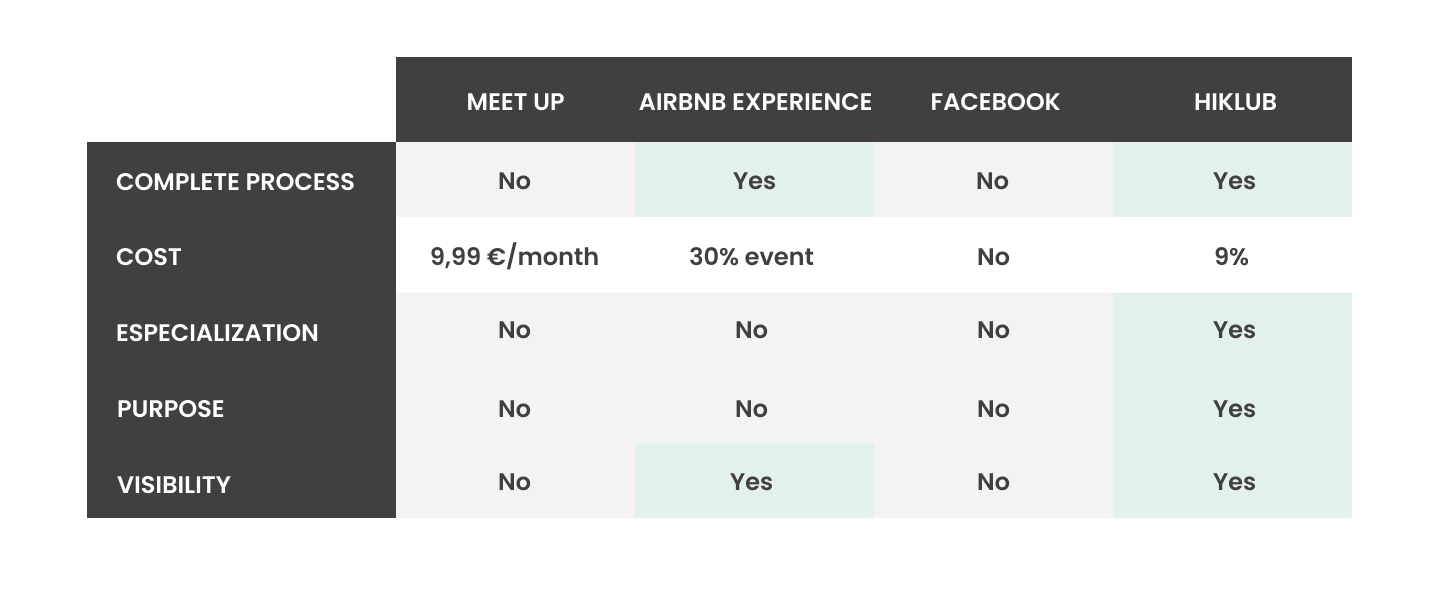 MEET UP AIRBNB EXPERIENCE FACEBOOK HIKLUB
COMPLETE PROCESS No Yes No Yes
COST 9,99 €/month 30% event No 9%
ESPECIALIZATION No No No Yes
PURPOSE No No No Yes
VISIBILITY No Yes No Yes